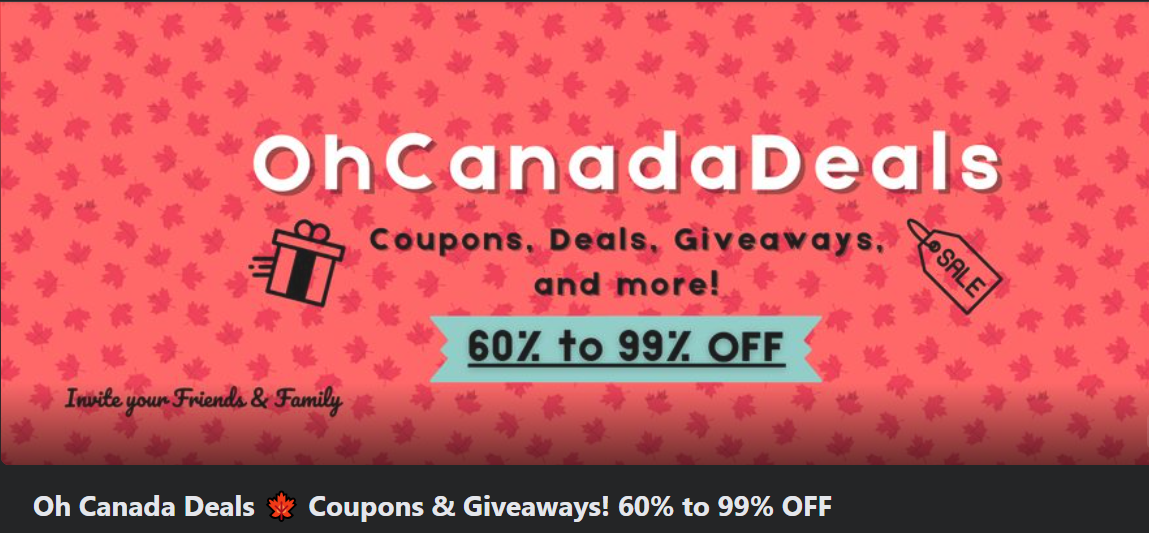 OhCanadaDeals
Coupons, Deals, Giveaways,
and more!
SALE
60% to 99% OFF
Invite your Friends & Family
Oh Canada Deals 🍁 Coupons & Giveaways! 60% to 99% OFF